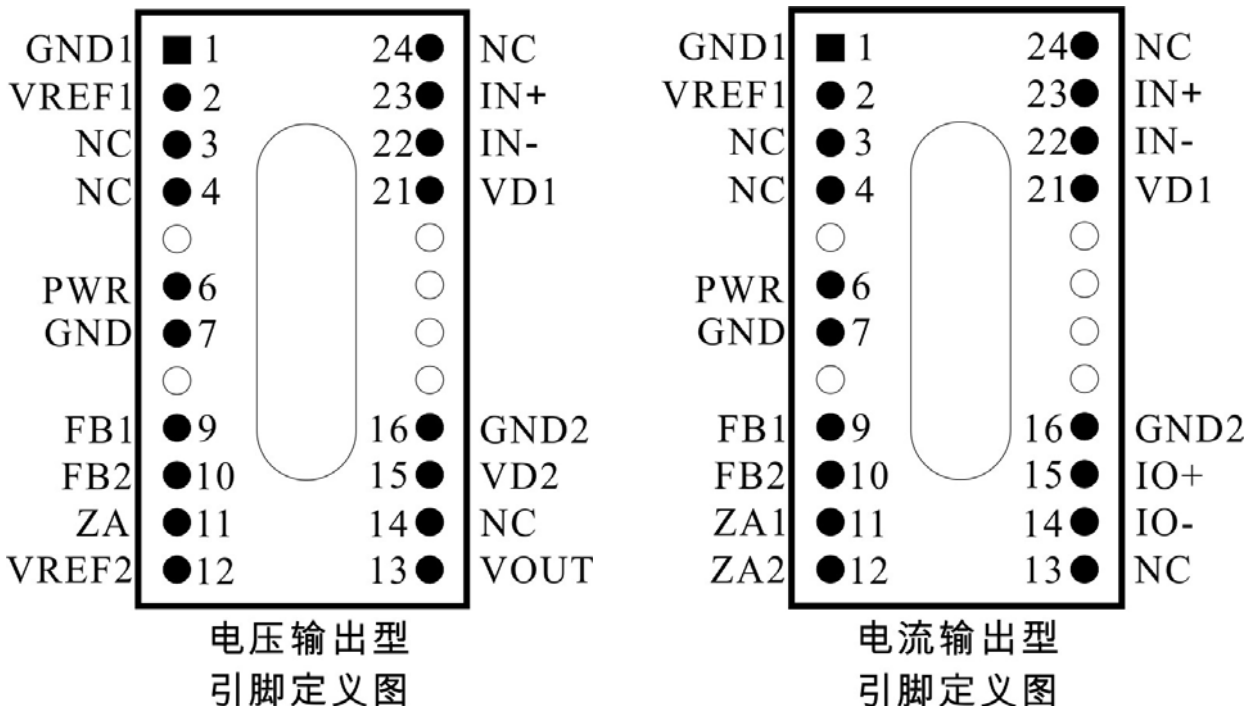 GND1 1 24 NC
VREF1 2 23 IN+
NC 3 22 IN-
NC 4 21 VD1
PWR 6
GND 7
FB1 9 16 GND2
FB2 10 15 VD2
ZA 11 14 NC
VREF2 12 13 VOUT
电压输出型
引脚定义图
GND1 1 24 NC
VREF1 2 23 IN+
NC 3 22 IN-
NC 4 21 VD1
PWR 6
GND 7
FB1 9 16 GND2
FB2 10 15 IO+
ZA1 11 14 IO-
ZA2 12 13 NC
电流输出型
引脚定义图